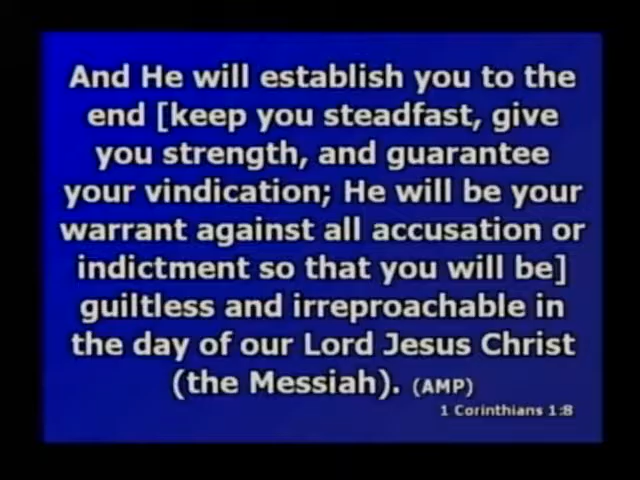 And He will establish you to the
end [keep you steadfast, give
you strength, and guarantee
your vindication; He will be your
warrant against all accusation or
indictment so that you will be]
guiltless and irreproachable in
the day of our Lord Jesus Christ
(the Messiah). (AMP)
1 Corinthians 1:8